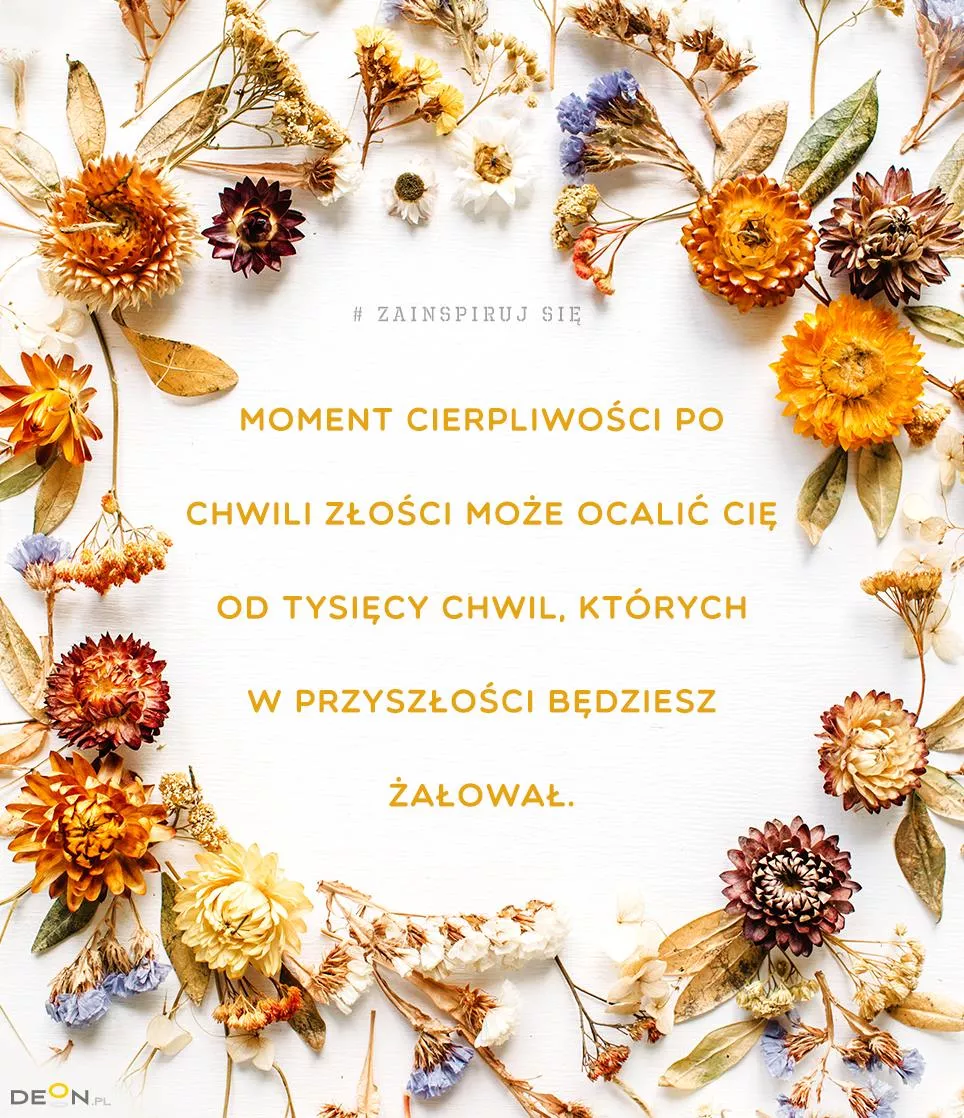 # ZAINSPIRUJ SIĘ
MOMENT CIERPLIWOŚCI PO
CHWILI ZŁOŚCI MOŻE OCALIĆ CIĘ
OD TYSIĘCY CHWIL, KTÓRYCH
W PRZYSZŁOŚCI BĘDZIESZ
ŻAŁOWAŁ.
DEON.PL